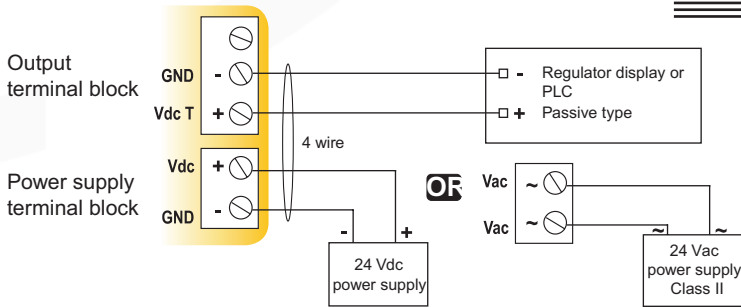 Output
terminal block
GND
-
Vdc T
+
- Regulator display or
PLC
+ Passive type
4 wire
Power supply
terminal block
Vdc
+
GND
-
- +
24 Vdc
power supply
OR
Vac
~
Vac
~
~ ~
24 Vac
power supply
Class II